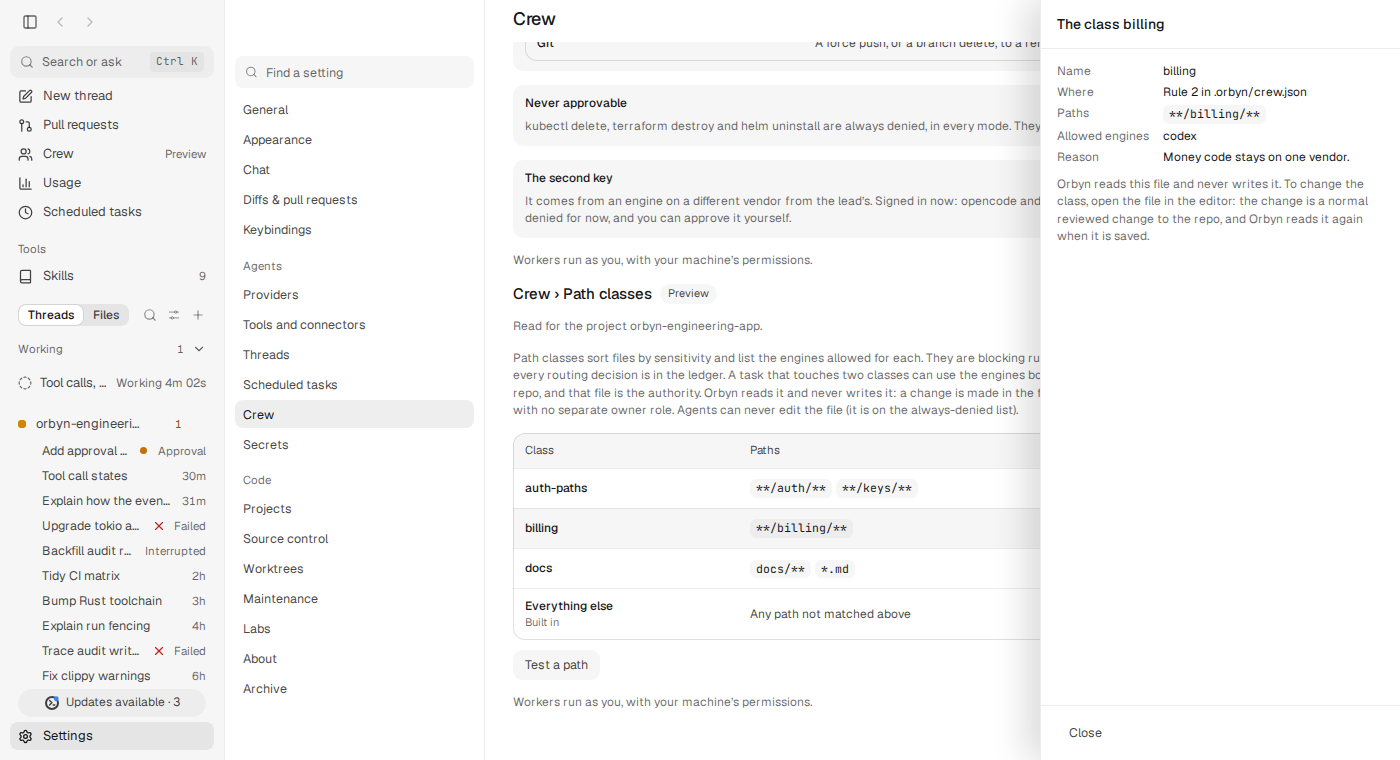 Search or ask
Ctrl K
New thread
Pull requests
Crew
Preview
Usage
Scheduled tasks
Tools
Skills
9
Threads
Files
Working
1
Tool calls, ...
Working 4m 02s
orbyn-engineeri...
1
Add approval ...
Approval
Tool call states
30m
Explain how the even...
31m
Upgrade tokio a...
Failed
Backfill audit r...
Interrupted
Tidy CI matrix
2h
Bump Rust toolchain
3h
Explain run fencing
4h
Trace audit writ...
Failed
Fix clippy warnings
6h
Updates available · 3
Settings
Find a setting
General
Appearance
Chat
Diffs & pull requests
Keybindings
Agents
Providers
Tools and connectors
Threads
Scheduled tasks
Crew
Secrets
Code
Projects
Source control
Worktrees
Maintenance
Labs
About
Archive
Crew
Git
A force push, or a branch delete, to a
Never approvable
kubectl delete, terraform destroy and helm uninstall are always denied, in every mode. They
The second key
It comes from an engine on a different vendor from the lead's. Signed in now: opencode and
denied for now, and you can approve it yourself.
Workers run as you, with your machine's permissions.
Crew › Path classes
Preview
Read for the project orbyn-engineering-app.
Path classes sort files by sensitivity and list the engines allowed for each. They are blocking
every routing decision is in the ledger. A task that touches two classes can use the engines
repo, and that file is the authority. Orbyn reads it and never writes it: a change is made in the
with no separate owner role. Agents can never edit the file (it is on the always-denied list).
Class
Paths
auth-paths
**/auth/** **/keys/**
billing
**/billing/**
docs
docs/** *.md
Everything else
Built in
Any path not matched above
Test a path
Workers run as you, with your machine's permissions.
The class billing
Name
billing
Where
Rule 2 in .orbyn/crew.json
Paths
**/billing/**
Allowed engines
codex
Reason
Money code stays on one vendor.
Orbyn reads this file and never writes it. To change the
class, open the file in the editor: the change is a normal
reviewed change to the repo, and Orbyn reads it again
when it is saved.
Close